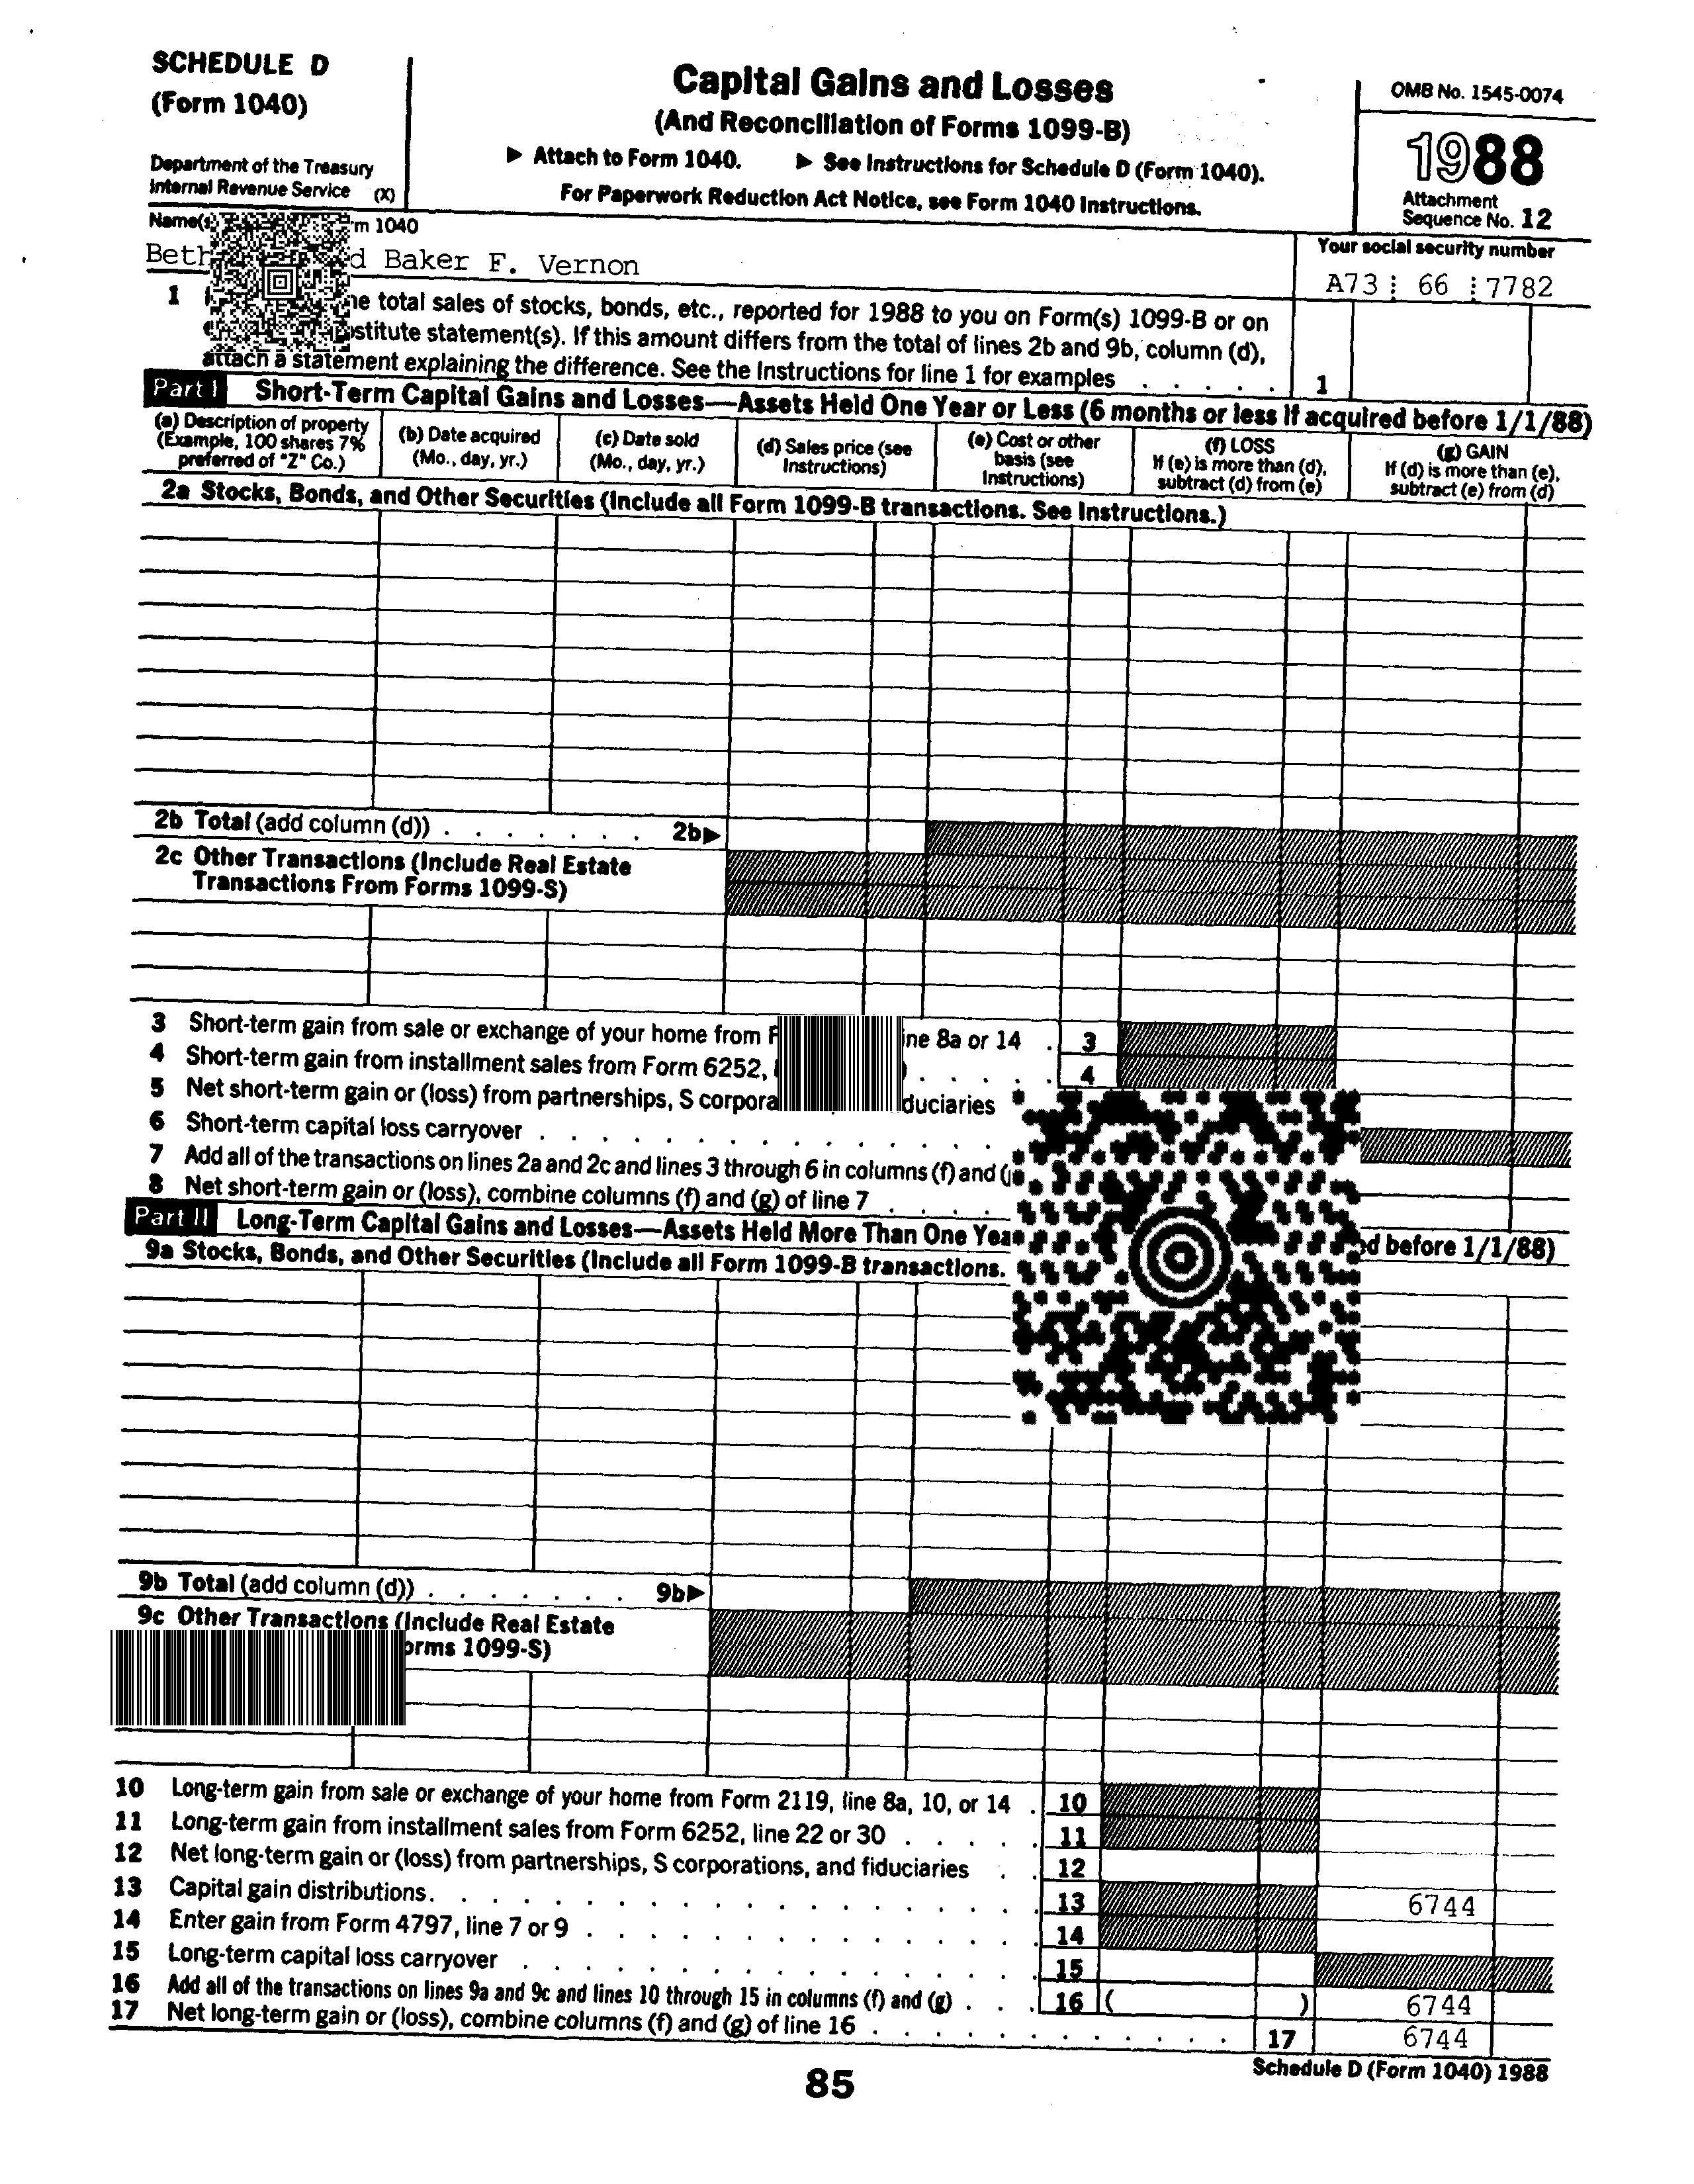 SCHEDULE D
(Form 1040)
Department of the Treasury
Internal Revenue Service (X)
Capital Gains and Losses
(And Reconciliation of Forms 1099-B)
▶ Attach to Form 1040. ▶ See Instructions for Schedule D (Form 1040).
For Paperwork Reduction Act Notice, see Form 1040 Instructions.
OMB No. 1545-0074
1988
Attachment
Sequence No. 12
1040
Baker F. Vernon
Your social security number
A73 66 7782
1 total sales of stocks, bonds, etc., reported for 1988 to you on Form(s) 1099-B or on
statement(s). If this amount differs from the total of lines 2b and 9b, column (d),
attach a statement explaining the difference. See the Instructions for line 1 for examples . . . . . 1
Part I Short-Term Capital Gains and Losses—Assets Held One Year or Less (6 months or less if acquired before 1/1/88)
(a) Description of property
(Example, 100 shares 7%
preferred of "Z" Co.)
(b) Date acquired
(Mo., day, yr.)
(c) Date sold
(Mo., day, yr.)
(d) Sales price (see
Instructions)
(e) Cost or other
basis (see
Instructions)
(f) LOSS
If (e) is more than (d),
subtract (d) from (e)
(g) GAIN
If (d) is more than (e),
subtract (e) from (d)
2a Stocks, Bonds, and Other Securities (Include all Form 1099-B transactions. See Instructions.)
2b Total (add column (d)) . . . . . . . 2b▶
2c Other Transactions (Include Real Estate
Transactions From Forms 1099-S)
3 Short-term gain from sale or exchange of your home from 8a or 14 . 3
4 Short-term gain from installment sales from Form 6252, . . . . . 4
5 Net short-term gain or (loss) from partnerships, S
6 Short-term capital loss carryover . . . . . . . . . . . . . . .
7 Add all of the transactions on lines 2a and 2c and lines 3 through 6 in columns (f) and
8 Net short-term gain or (loss), combine columns (f) and (g) of line 7 . . . .
Part II Long-Term Capital Gains and Losses—Assets Held More Than One before 1/1/88)
9a Stocks, Bonds, and Other Securities (Include all Form 1099-B transactions.
9b Total (add column (d)) . . . . . . . 9b▶
9c Other Transactions (Include Real Estate
1099-S)
10 Long-term gain from sale or exchange of your home from Form 2119, line 8a, 10, or 14 . 10
11 Long-term gain from installment sales from Form 6252, line 22 or 30 . . . . . 11
12 Net long-term gain or (loss) from partnerships, S corporations, and fiduciaries . . 12
13 Capital gain distributions. . . . . . . . . . . . . . . . . 13 6744
14 Enter gain from Form 4797, line 7 or 9 . . . . . . . . . . . . 14
15 Long-term capital loss carryover . . . . . . . . . . . . . . 15
16 Add all of the transactions on lines 9a and 9c and lines 10 through 15 in columns (f) and (g) . . . 16 ( ) 6744
17 Net long-term gain or (loss), combine columns (f) and (g) of line 16 . . . . . . . . . . . . 17 6744
85
Schedule D (Form 1040) 1988